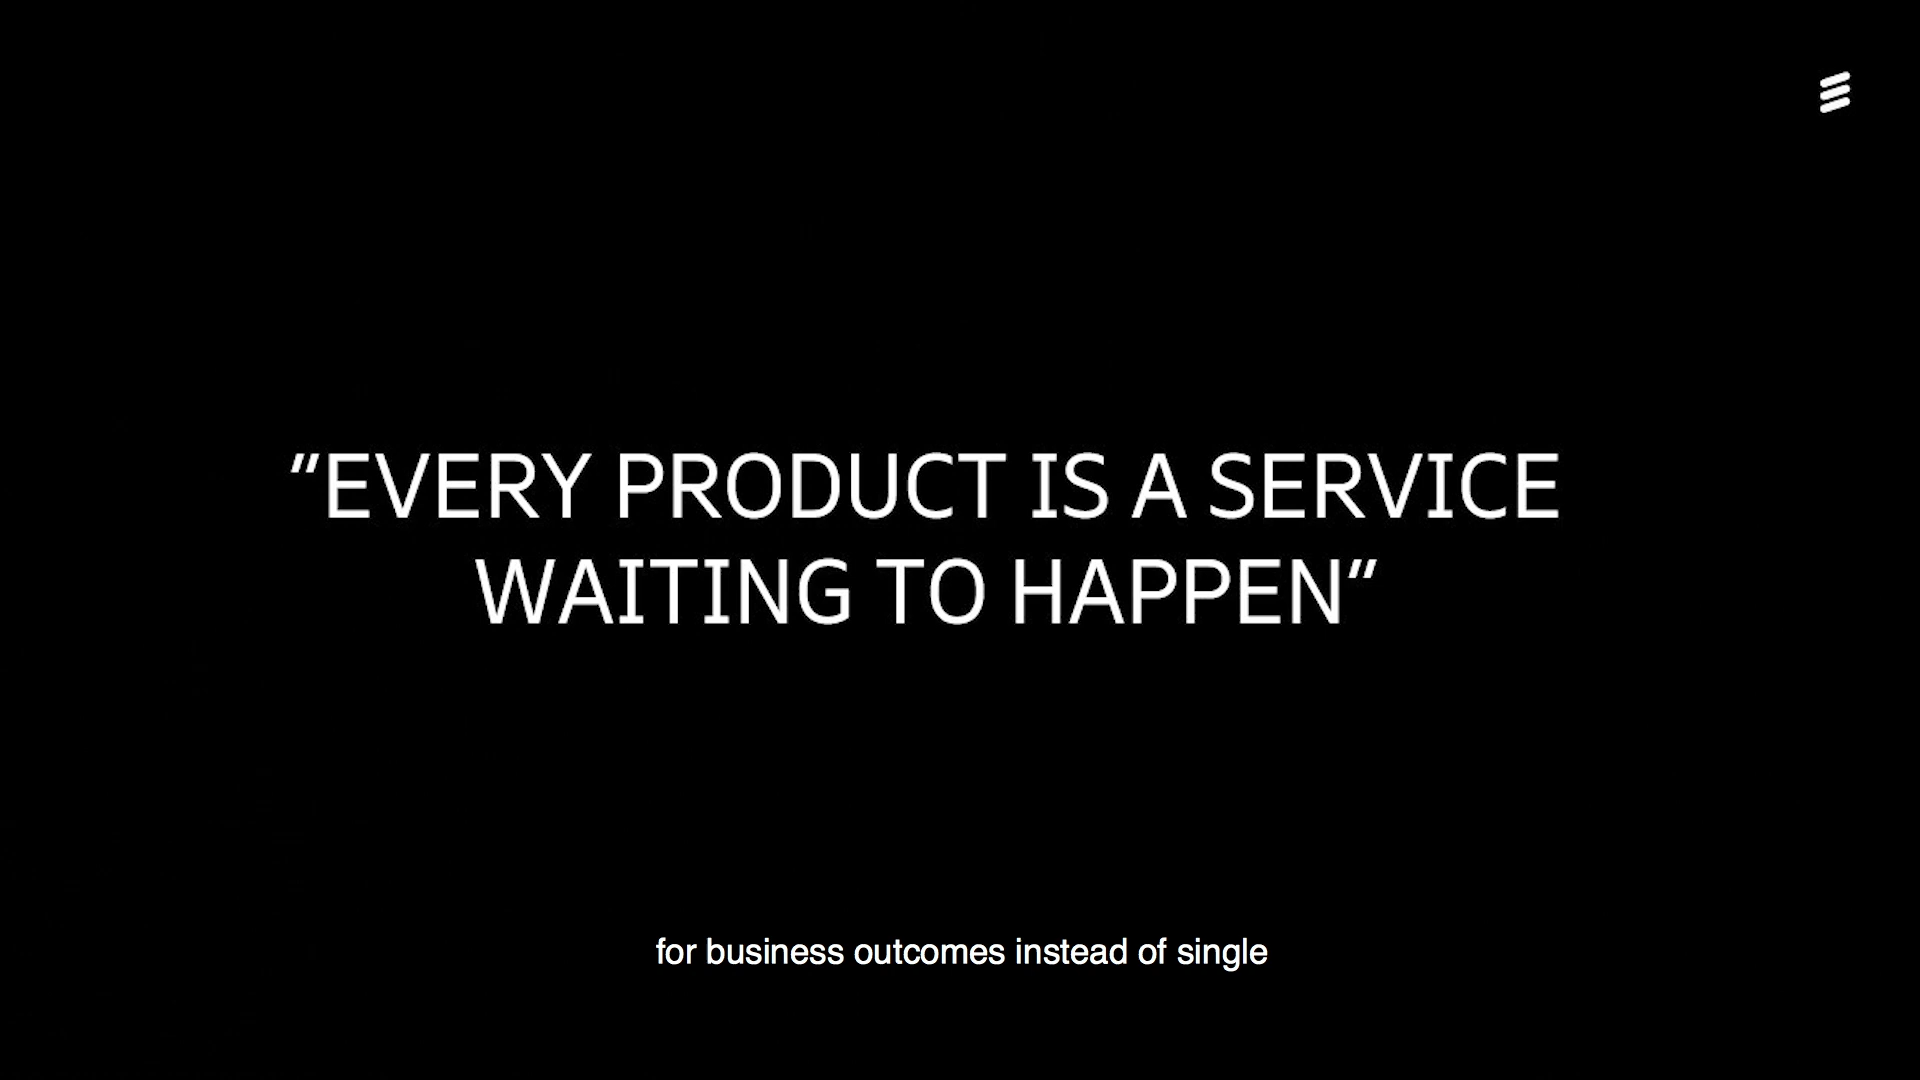 ”EVERY PRODUCT IS A SERVICE
WAITING TO HAPPEN”
for business outcomes instead of single